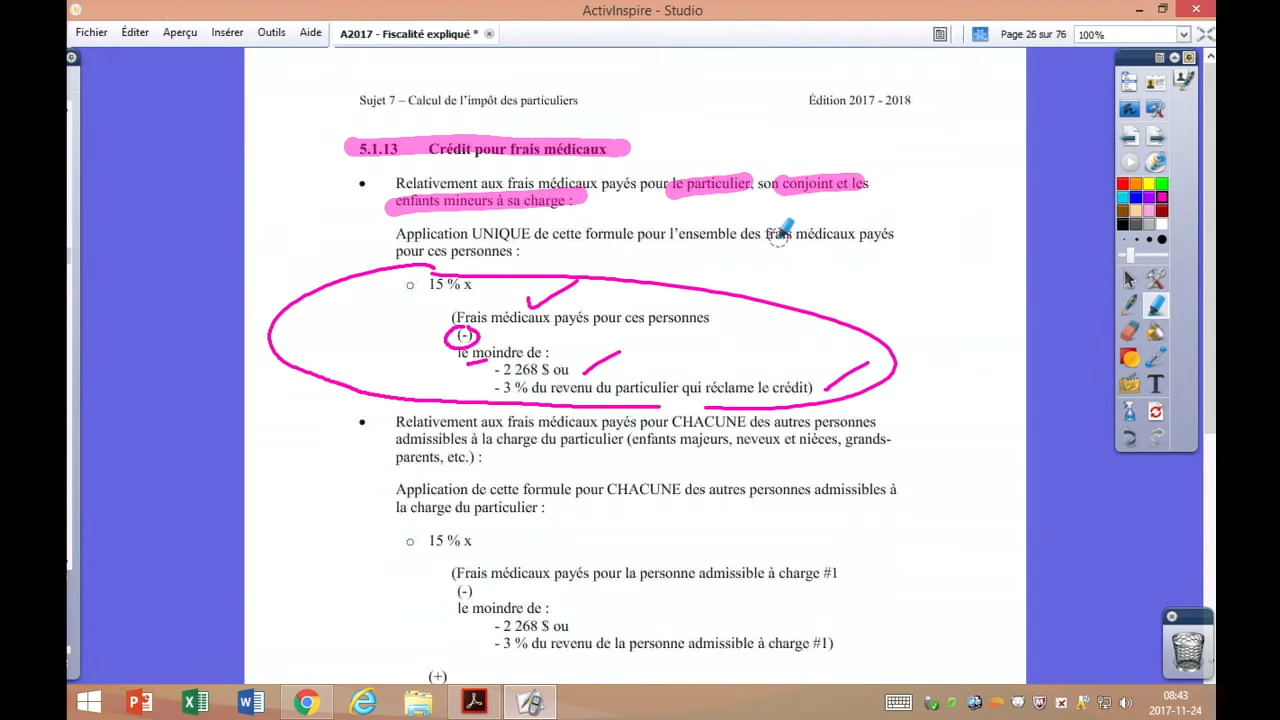 ActivInspire - Studio
Fichier Éditer Aperçu Insérer Outils Aide A2017 - Fiscalité expliqué * Page 26 sur 76 100%
Sujet 7 – Calcul de l’impôt des particuliers Édition 2017 - 2018
5.1.13 Crédit pour frais médicaux
• Relativement aux frais médicaux payés pour le particulier, son conjoint et les
enfants mineurs à sa charge :
Application UNIQUE de cette formule pour l’ensemble des frais médicaux payés
pour ces personnes :
o 15 % x
(Frais médicaux payés pour ces personnes
(-)
le moindre de :
- 2 268 $ ou
- 3 % du revenu du particulier qui réclame le crédit)
• Relativement aux frais médicaux payés pour CHACUNE des autres personnes
admissibles à la charge du particulier (enfants majeurs, neveux et nièces, grands-
parents, etc.) :
Application de cette formule pour CHACUNE des autres personnes admissibles à
la charge du particulier :
o 15 % x
(Frais médicaux payés pour la personne admissible à charge #1
(-)
le moindre de :
- 2 268 $ ou
- 3 % du revenu de la personne admissible à charge #1)
(+)
08:43
2017-11-24